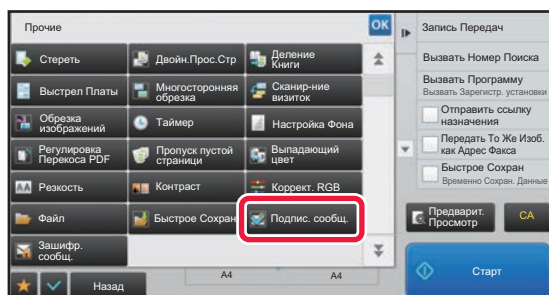 Прочие
OK
Стереть
Двойн.Прос.Стр
Деление
Книги
Выстрел Платы
Многосторонняя
обрезка
Сканир-ние
визиток
Обрезка
изображений
Таймер
Настройка Фона
Регулировка
Перекоса PDF
Пропуск пустой
страници
Выпадающий
цвет
AA
Резкость
Контраст
Коррект. RGB
Файл
Быстрое Сохран
Подпис. сообщ.
Зашифр.
сообщ.
Назад
A4
A4
Запись Передач
Вызвать Номер Поиска
Вызвать Программу
Вызвать Зарегистр. установки
Отправить ссылку
назначения
Передать То Же Изоб.
как Адрес Факса
Быстрое Сохран
Временно Сохран. Данные
Предварит.
Просмотр
CA
Старт